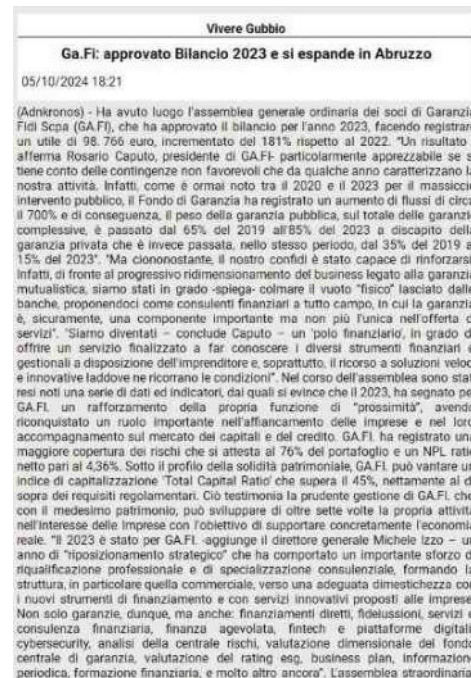 Vivere Gubbio
Ga.Fi: approvato Bilancio 2023 e si espande in Abruzzo
05/10/2024 18:21
(Adnkronos) - Ha avuto luogo l'assemblea generale ordinaria dei soci di Garanzia
Fidi Scpa (GA.FI), che ha approvato il bilancio per l'anno 2023, facendo registrar
un utile di 98. 766 euro, incrementato del 181% rispetto al 2022. "Un risultato
afferma Rosario Caputo, presidente di GA.FI- particolarmente apprezzabile se s
tiene conto delle contingenze non favorevoli che da qualche anno caratterizzano la
nostra attività. Infatti, come è ormai noto tra il 2020 e il 2023 per il massicci
intervento pubblico, il Fondo di Garanzia ha registrato un aumento di flussi di circa
il 700% e di conseguenza, il peso della garanzia pubblica, sul totale delle garanzi
complessive, è passato dal 65% del 2019 all'85% del 2023 a discapito della
garanzia privata che è invece passata, nello stesso periodo, dal 35% del 2019 a
15% del 2023". "Ma ciononostante, il nostro confidi è stato capace di rinforzarsi
Infatti, di fronte al progressivo ridimensionamento del business legato alla garanzia
mutualistica, siamo stati in grado -spiega- colmare il vuoto "fisico" lasciato dalle
banche, proponendoci come consulenti finanziari a tutto campo, in cui la garanzia
è, sicuramente, una componente importante ma non più l'unica nell'offerta d
servizi". "Siamo diventati – conclude Caputo – un 'polo finanziario', in grado d
offrire un servizio finalizzato a far conoscere i diversi strumenti finanziari e
gestionali a disposizione dell'imprenditore e, soprattutto, il ricorso a soluzioni veloc
e innovative laddove ne ricorrano le condizioni". Nel corso dell'assemblea sono stat
resi noti una serie di dati ed indicatori, dai quali si evince che il 2023, ha segnato pe
GA.FI. un rafforzamento della propria funzione di "prossimità", avend
riconquistato un ruolo importante nell'affiancamento delle imprese e nel loro
accompagnamento sul mercato dei capitali e del credito. GA.FI. ha registrato una
maggiore copertura dei rischi che si attesta al 76% del portafoglio e un NPL ratio
netto pari al 4,36%. Sotto il profilo della solidità patrimoniale, GA.FI. può vantare un
indice di capitalizzazione 'Total Capital Ratio' che supera il 45%, nettamente al d
sopra dei requisiti regolamentari. Ciò testimonia la prudente gestione di GA.FI. che
con il medesimo patrimonio, può sviluppare di oltre sette volte la propria attività
nell'interesse delle Imprese con l'obiettivo di supportare concretamente l'economia
reale. "Il 2023 è stato per GA.FI. -aggiunge il direttore generale Michele Izzo – un
anno di "riposizionamento strategico" che ha comportato un importante sforzo d
riqualificazione professionale e di specializzazione consulenziale, formando la
struttura, in particolare quella commerciale, verso una adeguata dimestichezza con
i nuovi strumenti di finanziamento e con servizi innovativi proposti alle imprese
Non solo garanzie, dunque, ma anche: finanziamenti diretti, fideiussioni, servizi e
consulenza finanziaria, finanza agevolata, fintech e piattaforme digitali
cybersecurity, analisi della centrale rischi, valutazione dimensionale del fondo
centrale di garanzia, valutazione del rating esg, business plan, informazione
periodica, formazione finanziaria, e molto altro ancora". L'assemblea straordinaria